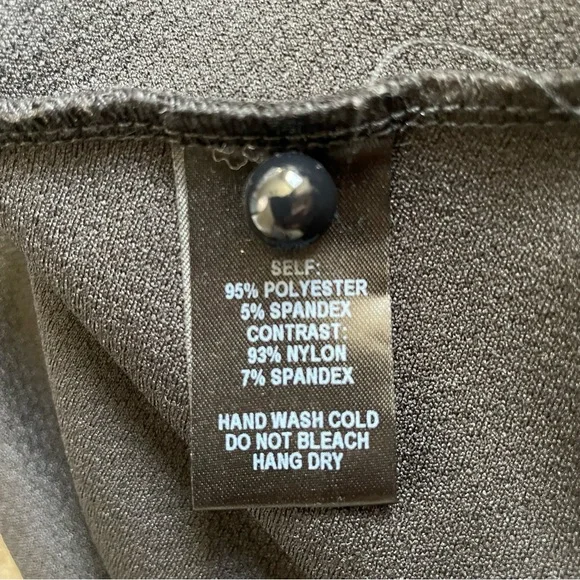 SELF:
95% POLYESTER
5% SPANDEX
CONTRAST:
93% NYLON
7% SPANDEX
HAND WASH COLD
DO NOT BLEACH
HANG DRY